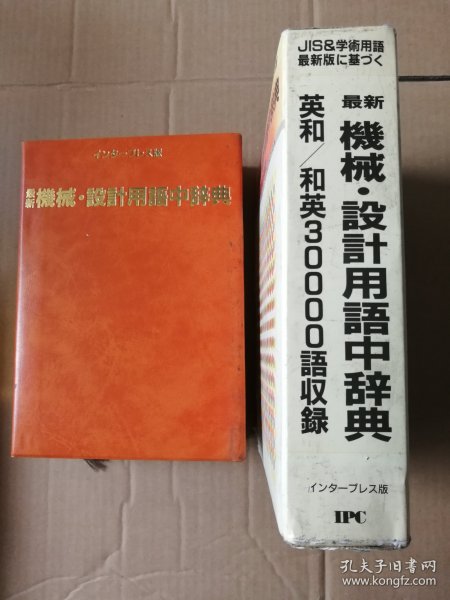 インタープレス版
最新 機械・設計用語中辞典
JIS&学術用語
最新版に基づく
最新 機械・設計用語中辞典
英和／和英30000語収録
インタープレス版
IPC
孔夫子旧书网
www.kongfz.com